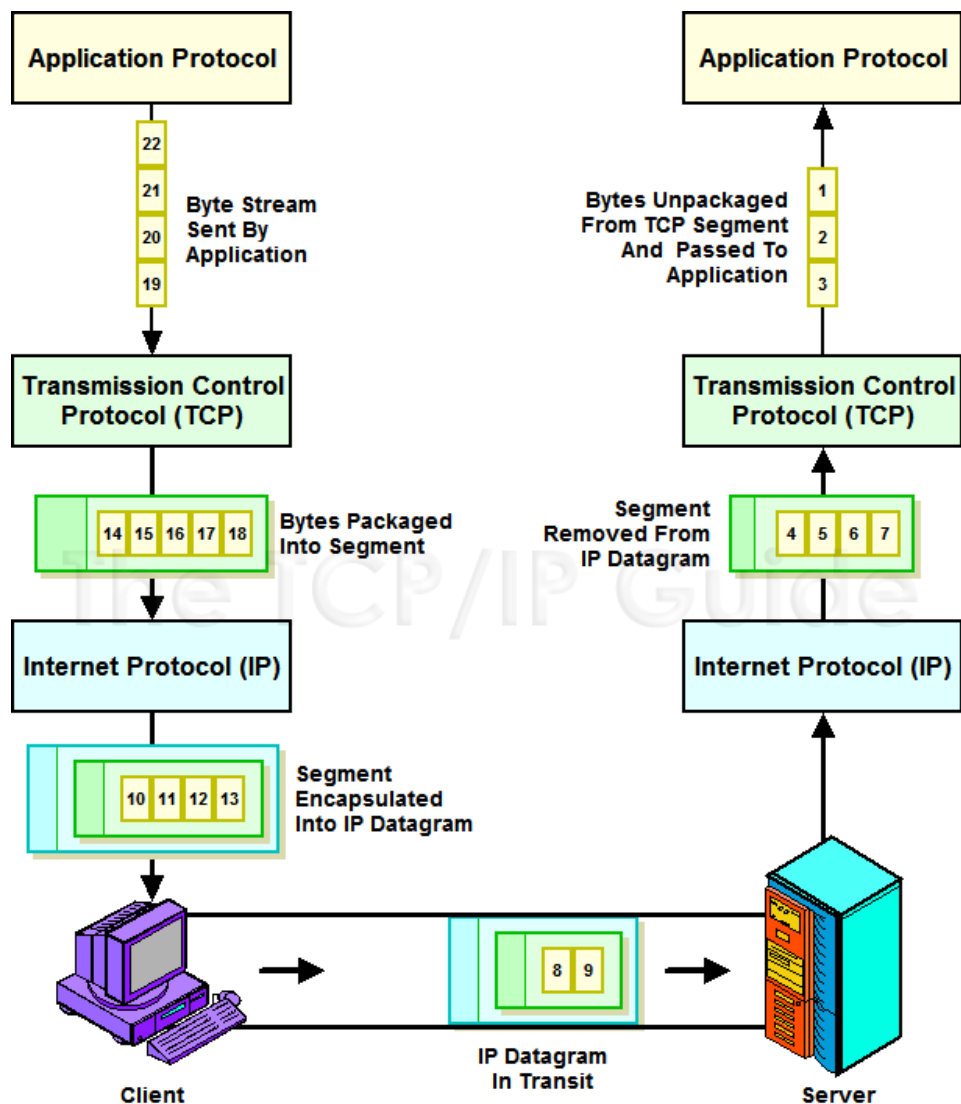 Application Protocol
Application Protocol
22
21
20
19
Byte Stream
Sent By
Application
Bytes Unpackaged
From TCP Segment
And Passed To
Application
1
2
3
Transmission Control
Protocol (TCP)
Transmission Control
Protocol (TCP)
14 15 16 17 18
Bytes Packaged
Into Segment
Segment
Removed From
IP Datagram
4 5 6 7
The TCP/IP Guide
Internet Protocol (IP)
Internet Protocol (IP)
10 11 12 13
Segment
Encapsulated
Into IP Datagram
8 9
IP Datagram
In Transit
Client
Server